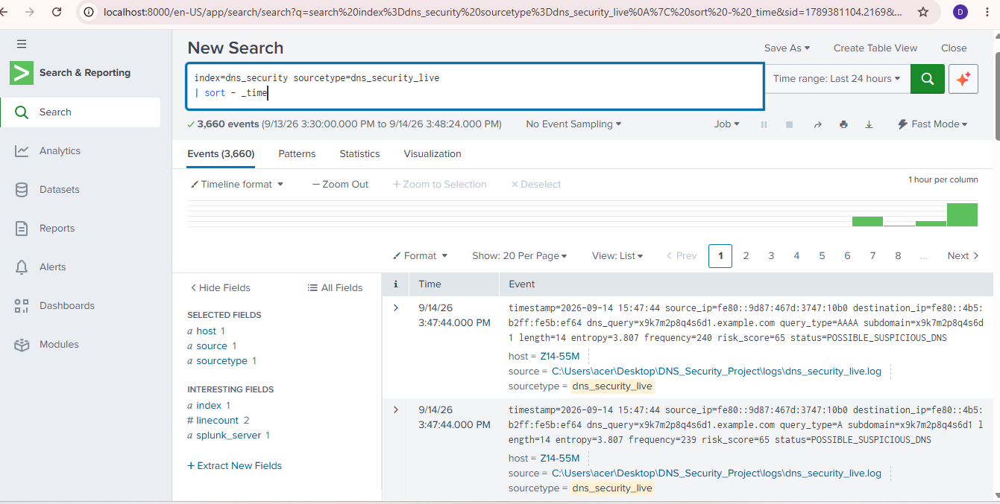 localhost:8000/en-US/app/search/search?q=search%20index%3Ddns_security%20sourcetype%3Ddns_security_live%0A%7C%20sort%20-%20_time&sid=1789381104.2169&...
D
Search & Reporting
Search
Analytics
Datasets
Reports
Alerts
Dashboards
Modules
New Search
Save As
Create Table View
Close
index=dns_security sourcetype=dns_security_live
| sort - _time
Time range: Last 24 hours
3,660 events (9/13/26 3:30:00.000 PM to 9/14/26 3:48:24.000 PM)
No Event Sampling
Job
Fast Mode
Events (3,660)
Patterns
Statistics
Visualization
Timeline format
— Zoom Out
+ Zoom to Selection
× Deselect
1 hour per column
Format
Show: 20 Per Page
View: List
< Prev
1
2
3
4
5
6
7
8
...
Next >
< Hide Fields
All Fields
SELECTED FIELDS
a host 1
a source 1
a sourcetype 1
INTERESTING FIELDS
a index 1
# linecount 2
a splunk_server 1
+ Extract New Fields
i
Time
Event
>
9/14/26
3:47:44.000 PM
timestamp=2026-09-14 15:47:44 source_ip=fe80::9d87:467d:3747:10b0 destination_ip=fe80::4b5:
b2ff:fe5b:ef64 dns_query=x9k7m2p8q4s6d1.example.com query_type=AAAA subdomain=x9k7m2p8q4s6d
1 length=14 entropy=3.807 frequency=240 risk_score=65 status=POSSIBLE_SUSPICIOUS_DNS
host = Z14-55M
source = C:\Users\acer\Desktop\DNS_Security_Project\logs\dns_security_live.log
sourcetype = dns_security_live
>
9/14/26
3:47:44.000 PM
timestamp=2026-09-14 15:47:44 source_ip=fe80::9d87:467d:3747:10b0 destination_ip=fe80::4b5:
b2ff:fe5b:ef64 dns_query=x9k7m2p8q4s6d1.example.com query_type=A subdomain=x9k7m2p8q4s6d1 l
ength=14 entropy=3.807 frequency=239 risk_score=65 status=POSSIBLE_SUSPICIOUS_DNS
host = Z14-55M
source = C:\Users\acer\Desktop\DNS_Security_Project\logs\dns_security_live.log
sourcetype = dns_security_live